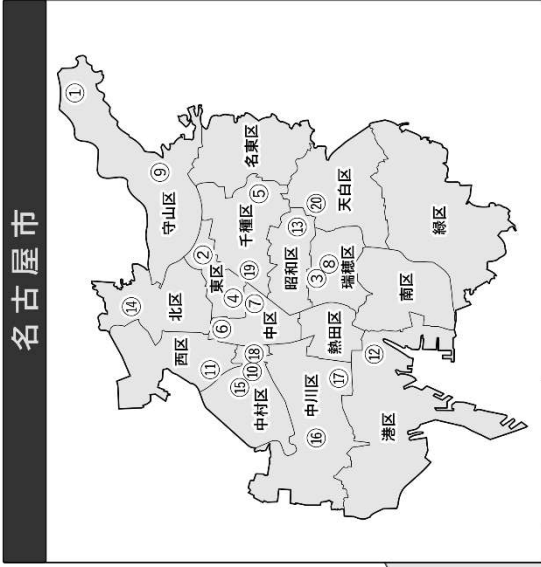 名古屋市
①
⑨
守山区
⑭
北区
②
東区
名東区
千種区
⑤
⑲
④
⑦
⑥
中区
西区
⑪
⑮
⑩
⑱
中村区
昭和区
⑬
⑳
天白区
③
⑧
瑞穂区
熱田区
中川区
⑰
⑯
⑫
港区
南区
緑区